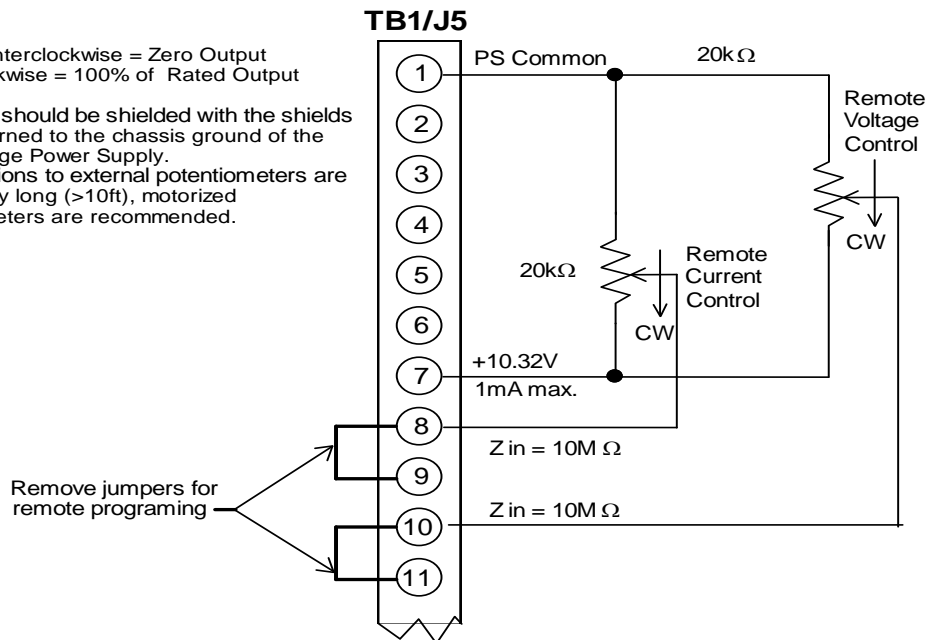 TB1/J5
nterclockwise = Zero Output
kwise = 100% of Rated Output
should be shielded with the shields
rned to the chassis ground of the
ge Power Supply.
ions to external potentiometers are
y long (>10ft), motorized
eters are recommended.
1
2
3
4
5
6
7
8
9
10
11
PS Common
20kΩ
Remote
Voltage
Control
CW
20kΩ
Remote
Current
Control
CW
+10.32V
1mA max.
Z in = 10M Ω
Z in = 10M Ω
Remove jumpers for
remote programing